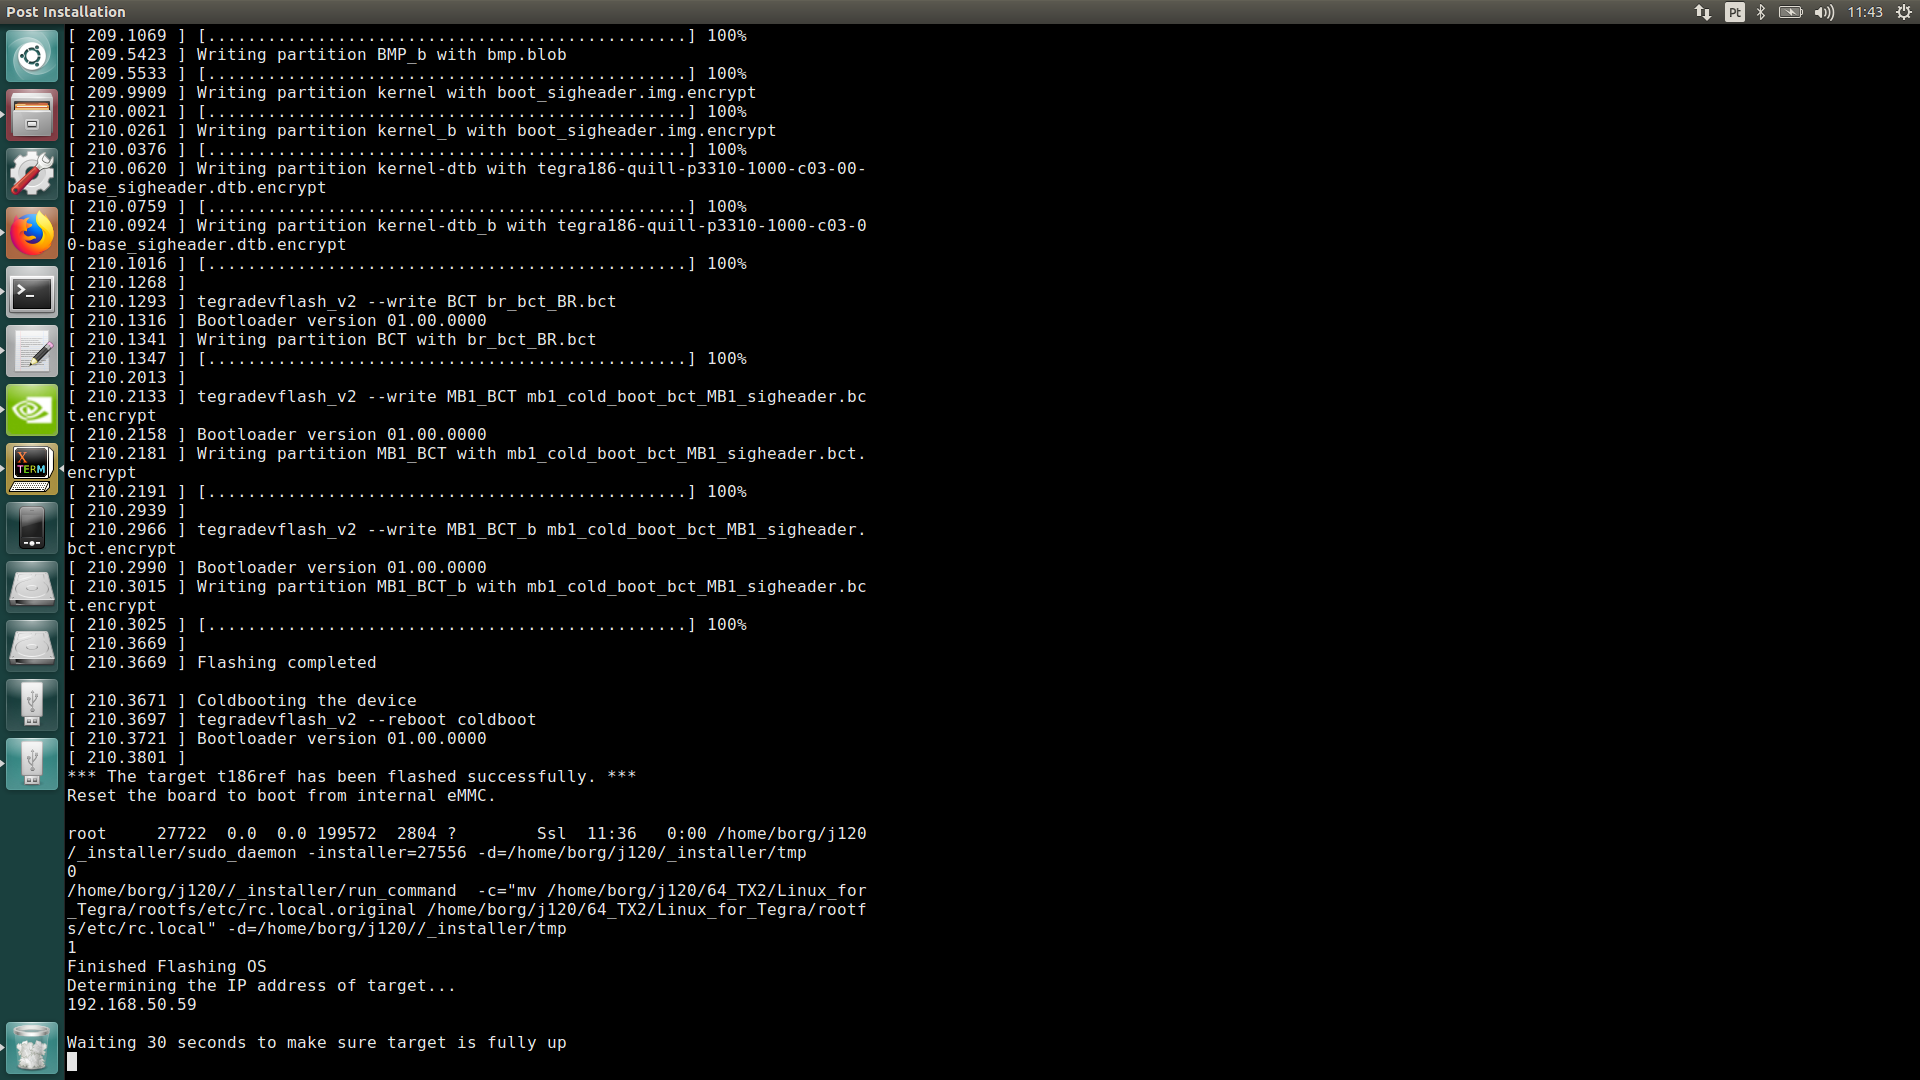 Post Installation
Pt
11:43
[ 209.1069 ] [................................................] 100%
[ 209.5423 ] Writing partition BMP_b with bmp.blob
[ 209.5533 ] [................................................] 100%
[ 209.9909 ] Writing partition kernel with boot_sigheader.img.encrypt
[ 210.0021 ] [................................................] 100%
[ 210.0261 ] Writing partition kernel_b with boot_sigheader.img.encrypt
[ 210.0376 ] [................................................] 100%
[ 210.0620 ] Writing partition kernel-dtb with tegra186-quill-p3310-1000-c03-00-
base_sigheader.dtb.encrypt
[ 210.0759 ] [................................................] 100%
[ 210.0924 ] Writing partition kernel-dtb_b with tegra186-quill-p3310-1000-c03-0
0-base_sigheader.dtb.encrypt
[ 210.1016 ] [................................................] 100%
[ 210.1268 ]
[ 210.1293 ] tegradevflash_v2 --write BCT br_bct_BR.bct
[ 210.1316 ] Bootloader version 01.00.0000
[ 210.1341 ] Writing partition BCT with br_bct_BR.bct
[ 210.1347 ] [................................................] 100%
[ 210.2013 ]
[ 210.2133 ] tegradevflash_v2 --write MB1_BCT mb1_cold_boot_bct_MB1_sigheader.bc
t.encrypt
[ 210.2158 ] Bootloader version 01.00.0000
[ 210.2181 ] Writing partition MB1_BCT with mb1_cold_boot_bct_MB1_sigheader.bct.
encrypt
[ 210.2191 ] [................................................] 100%
[ 210.2939 ]
[ 210.2966 ] tegradevflash_v2 --write MB1_BCT_b mb1_cold_boot_bct_MB1_sigheader.
bct.encrypt
[ 210.2990 ] Bootloader version 01.00.0000
[ 210.3015 ] Writing partition MB1_BCT_b with mb1_cold_boot_bct_MB1_sigheader.bc
t.encrypt
[ 210.3025 ] [................................................] 100%
[ 210.3669 ]
[ 210.3669 ] Flashing completed
[ 210.3671 ] Coldbooting the device
[ 210.3697 ] tegradevflash_v2 --reboot coldboot
[ 210.3721 ] Bootloader version 01.00.0000
[ 210.3801 ]
*** The target t186ref has been flashed successfully. ***
Reset the board to boot from internal eMMC.
root     27722  0.0  0.0 199572  2804 ?        Ssl  11:36   0:00 /home/borg/j120
/_installer/sudo_daemon -installer=27556 -d=/home/borg/j120/_installer/tmp
0
/home/borg/j120//_installer/run_command  -c="mv /home/borg/j120/64_TX2/Linux_for
_Tegra/rootfs/etc/rc.local.original /home/borg/j120/64_TX2/Linux_for_Tegra/rootf
s/etc/rc.local" -d=/home/borg/j120//_installer/tmp
1
Finished Flashing OS
Determining the IP address of target...
192.168.50.59
Waiting 30 seconds to make sure target is fully up
X
TERM